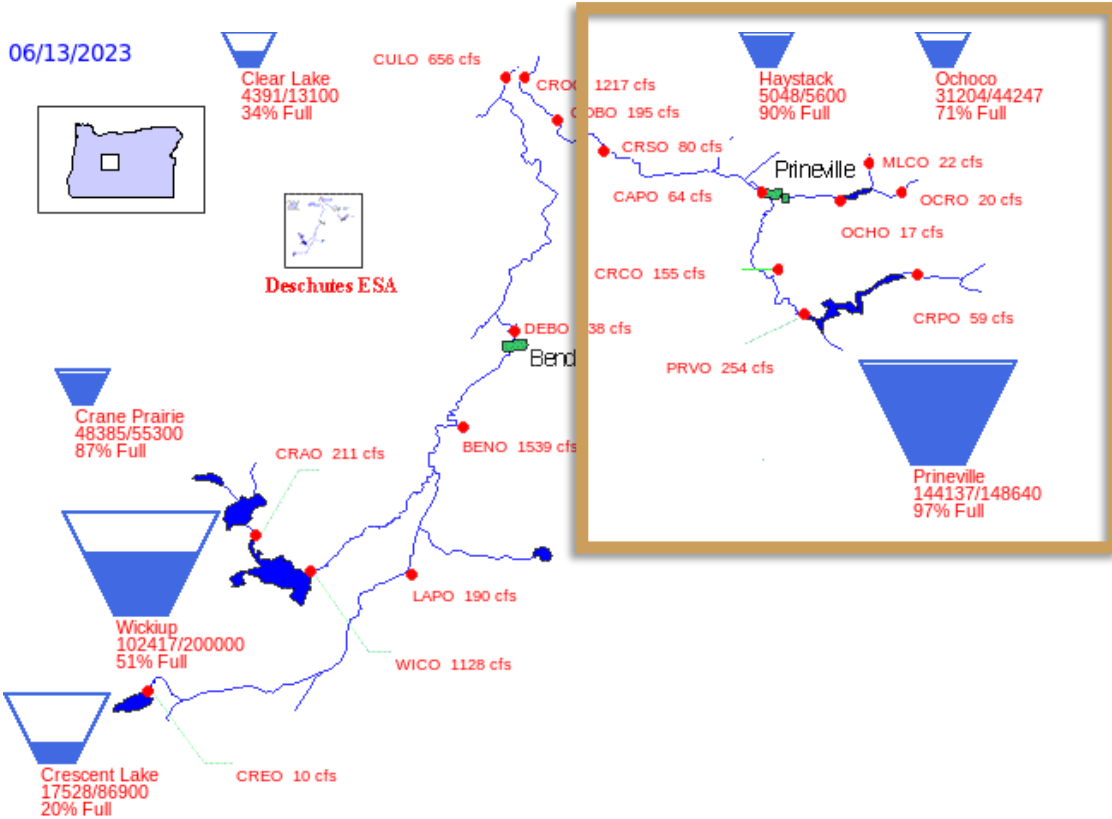 06/13/2023
Clear Lake
4391/13100
34% Full
CULO 656 cfs
1217 cfs
195 cfs
CRSO 80 cfs
Haystack
5048/5600
90% Full
Ochoco
31204/44247
71% Full
Prineville
MLCO 22 cfs
CAPO 64 cfs
OCRO 20 cfs
OCHO 17 cfs
CRCO 155 cfs
CRPO 59 cfs
PRVO 254 cfs
Deschutes ESA
DEBO 38 cfs
Bend
Crane Prairie
48385/55300
87% Full
CRAO 211 cfs
BENO 1539 cfs
Prineville
144137/148640
97% Full
LAPO 190 cfs
Wickiup
102417/200000
51% Full
WICO 1128 cfs
Crescent Lake
17528/86900
20% Full
CREO 10 cfs